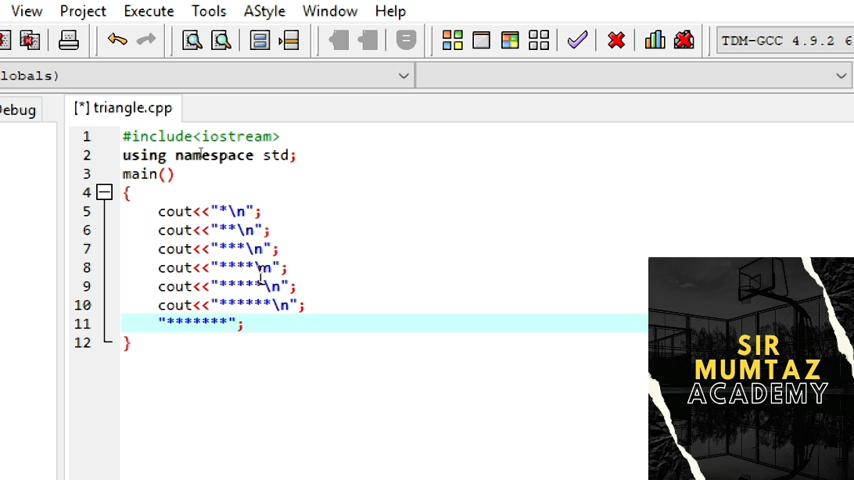 View Project Execute Tools AStyle Window Help
TDM-GCC 4.9.2 6
lobals)
Debug [*] triangle.cpp
1 #include<iostream>
2 using namespace std;
3 main()
4 {
5 cout<<"*\n";
6 cout<<"**\n";
7 cout<<"***\n";
8 cout<<"****\n";
9 cout<<"*****\n";
10 cout<<"******\n";
11 "*******";
12 }
SIR
MUMTAZ
ACADEMY